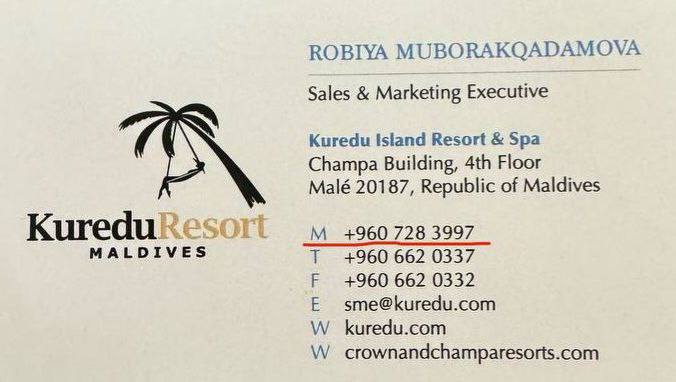 ROBIYA MUBORAKQADAMOVA
Sales & Marketing Executive
Kuredu Island Resort & Spa
Champa Building, 4th Floor
Malé 20187, Republic of Maldives
KureduResort
MALDIVES
M +960 728 3997
T +960 662 0337
F +960 662 0332
E sme@kuredu.com
W kuredu.com
W crownandchamparesorts.com